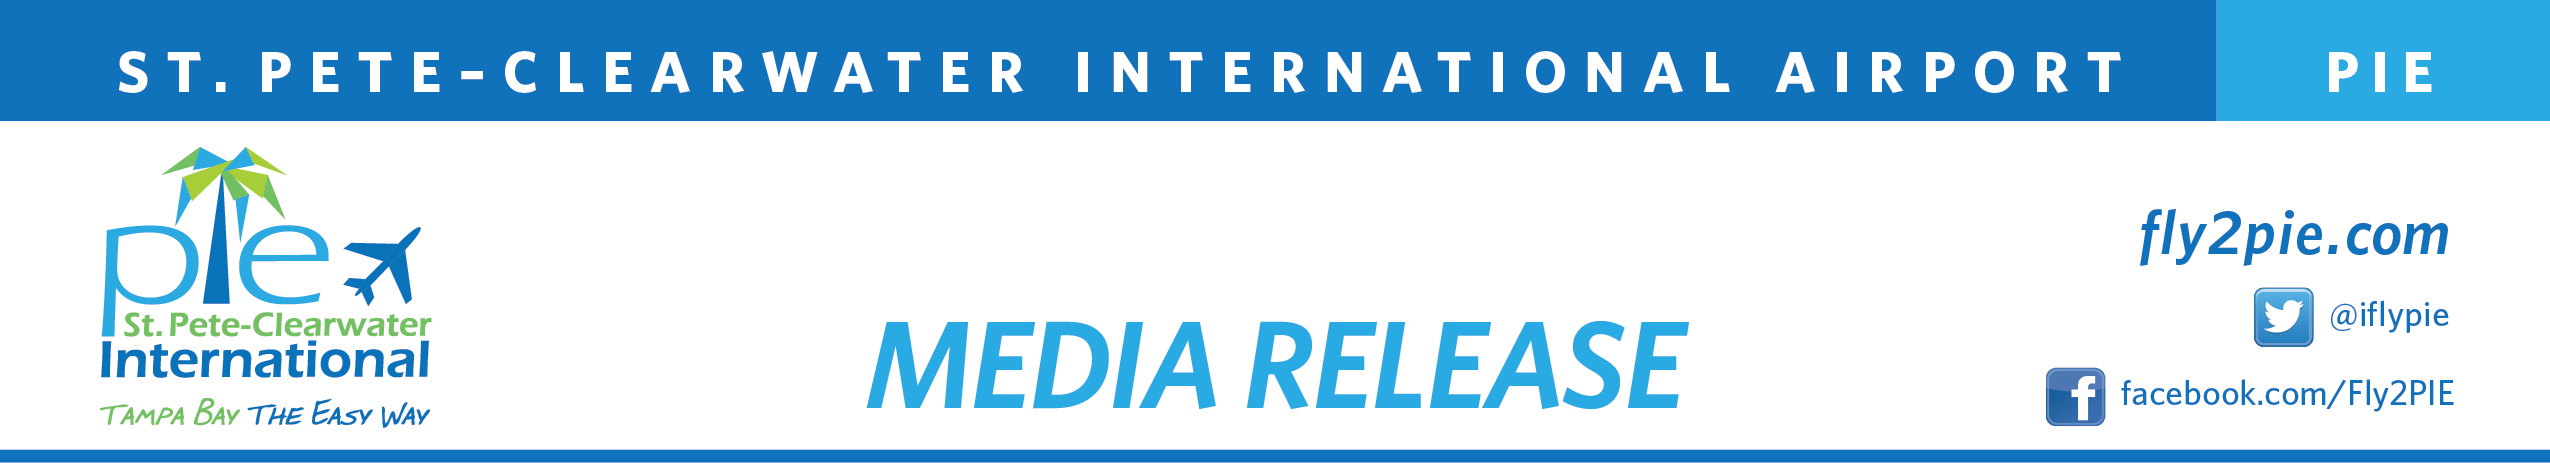 ST. PETE-CLEARWATER INTERNATIONAL AIRPORT PIE
pie
St. Pete-Clearwater
International
TAMPA BAY THE EASY WAY
MEDIA RELEASE
fly2pie.com
@iflypie
facebook.com/Fly2PIE